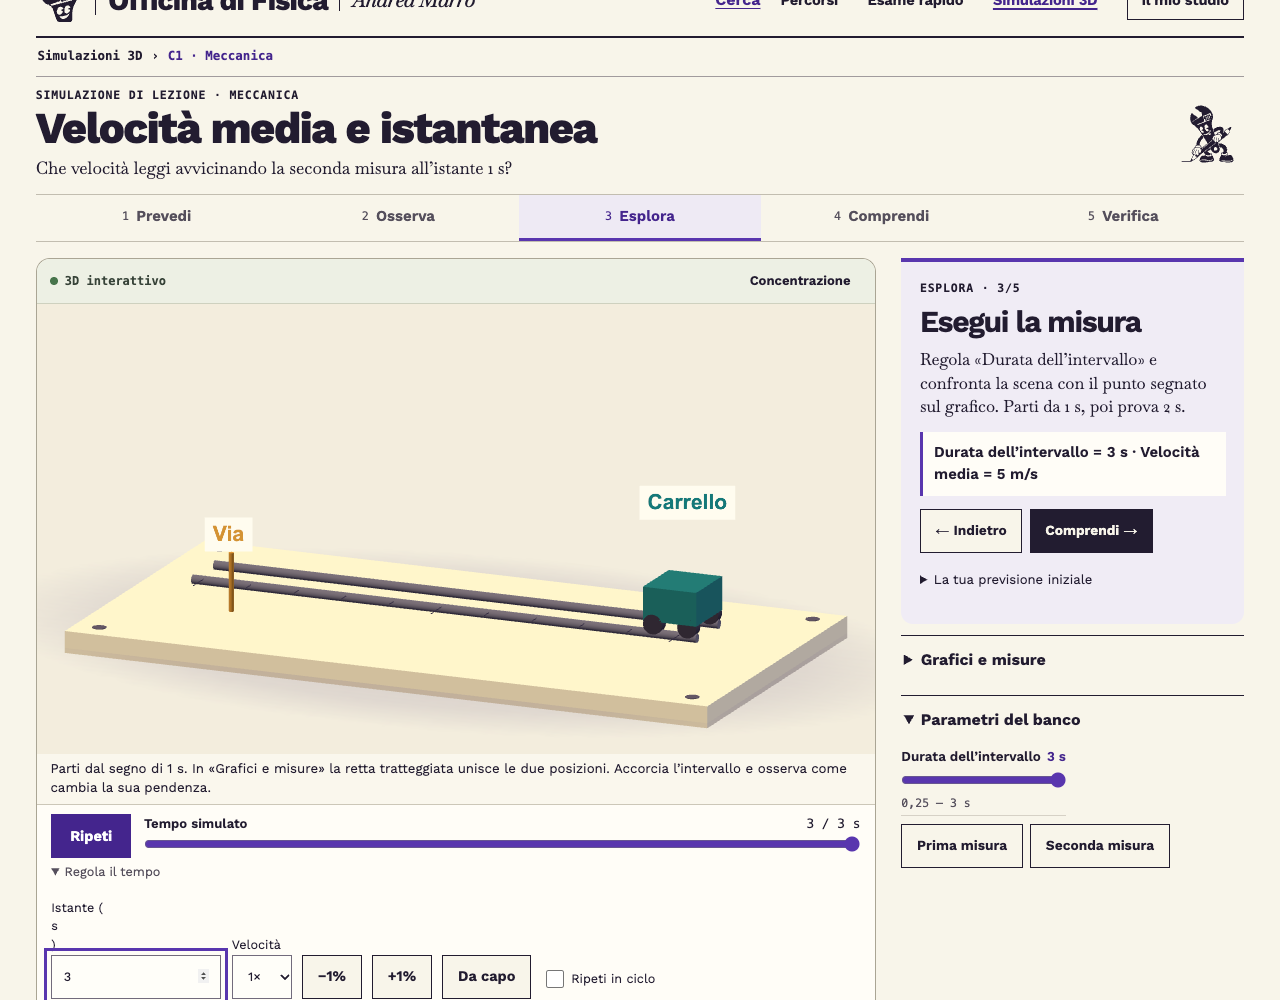 Officina di Fisica
Andrea Marro
Cerca Percorsi Esame rapido Simulazioni 3D Il mio studio
Simulazioni 3D › C1 · Meccanica
SIMULAZIONE DI LEZIONE · MECCANICA
Velocità media e istantanea
Che velocità leggi avvicinando la seconda misura all’istante 1 s?
1 Prevedi
2 Osserva
3 Esplora
4 Comprendi
5 Verifica
3D interattivo
Concentrazione
Via
Carrello
Parti dal segno di 1 s. In «Grafici e misure» la retta tratteggiata unisce le due posizioni. Accorcia l’intervallo e osserva come
cambia la sua pendenza.
Ripeti
Tempo simulato
3 / 3 s
▼ Regola il tempo
Istante (
s
)
3
Velocità
1×
−1%
+1%
Da capo
Ripeti in ciclo
ESPLORA · 3/5
Esegui la misura
Regola «Durata dell’intervallo» e
confronta la scena con il punto segnato
sul grafico. Parti da 1 s, poi prova 2 s.
Durata dell’intervallo = 3 s · Velocità
media = 5 m/s
← Indietro
Comprendi →
▶ La tua previsione iniziale
▶ Grafici e misure
▼ Parametri del banco
Durata dell’intervallo 3 s
0,25 — 3 s
Prima misura
Seconda misura